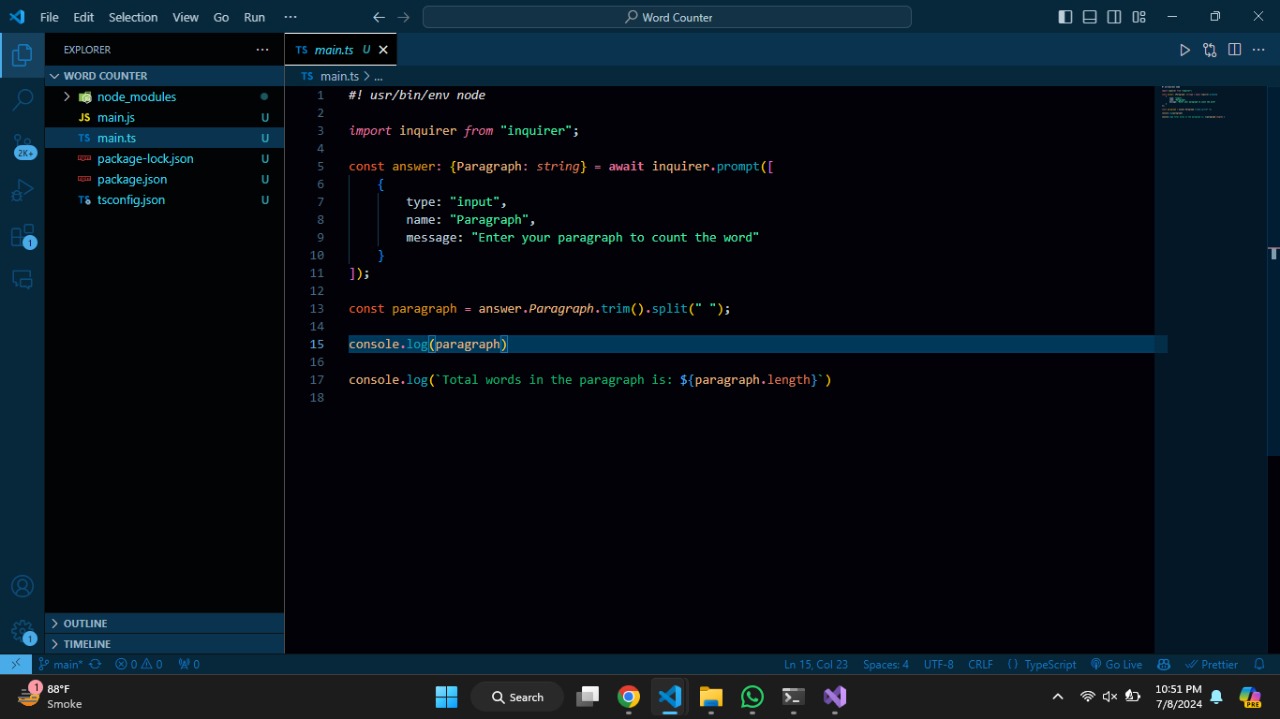 File Edit Selection View Go Run ··· Word Counter
EXPLORER ···
TS main.ts U
WORD COUNTER
TS main.ts > ...
node_modules
JS main.js U
TS main.ts U
package-lock.json U
package.json U
TS tsconfig.json U
2K+
1
1 #! usr/bin/env node
2
3 import inquirer from "inquirer";
4
5 const answer: {Paragraph: string} = await inquirer.prompt([
6 {
7 type: "input",
8 name: "Paragraph",
9 message: "Enter your paragraph to count the word"
10 }
11 ]);
12
13 const paragraph = answer.Paragraph.trim().split(" ");
14
15 console.log(paragraph)
16
17 console.log(`Total words in the paragraph is: ${paragraph.length}`)
18
OUTLINE
TIMELINE
1
main* 0 0 0 Ln 15, Col 23 Spaces: 4 UTF-8 CRLF {} TypeScript Go Live Prettier
1
88°F
Smoke
Search
10:51 PM
7/8/2024
PRE